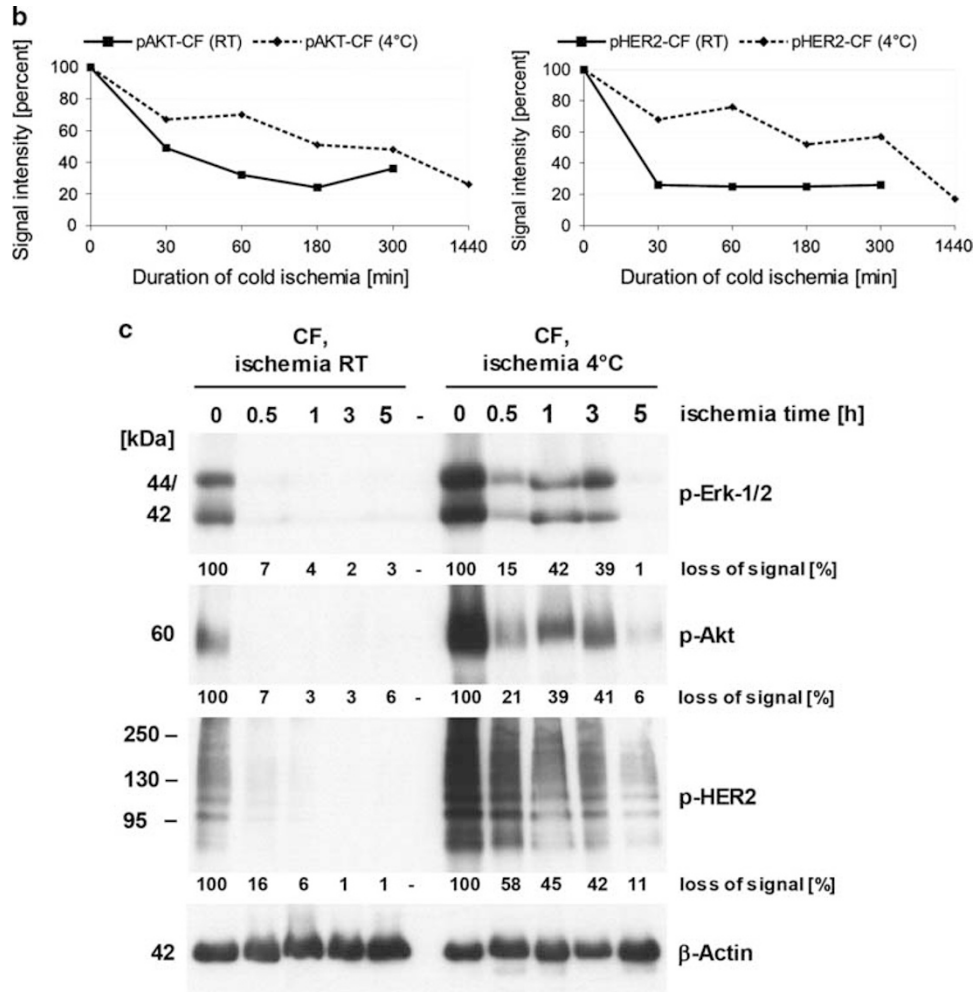 b
pAKT-CF (RT) pAKT-CF (4°C)
Signal intensity [percent]
100
80
60
40
20
0
0 30 60 180 300 1440
Duration of cold ischemia [min]
pHER2-CF (RT) pHER2-CF (4°C)
Signal intensity [percent]
100
80
60
40
20
0
0 30 60 180 300 1440
Duration of cold ischemia [min]
c
CF, CF,
ischemia RT ischemia 4°C
0 0.5 1 3 5 - 0 0.5 1 3 5 ischemia time [h]
[kDa]
44/
42
p-Erk-1/2
100 7 4 2 3 - 100 15 42 39 1 loss of signal [%]
60 p-Akt
100 7 3 3 6 - 100 21 39 41 6 loss of signal [%]
250 –
130 –
p-HER2
95 –
100 16 6 1 1 - 100 58 45 42 11 loss of signal [%]
42 β-Actin